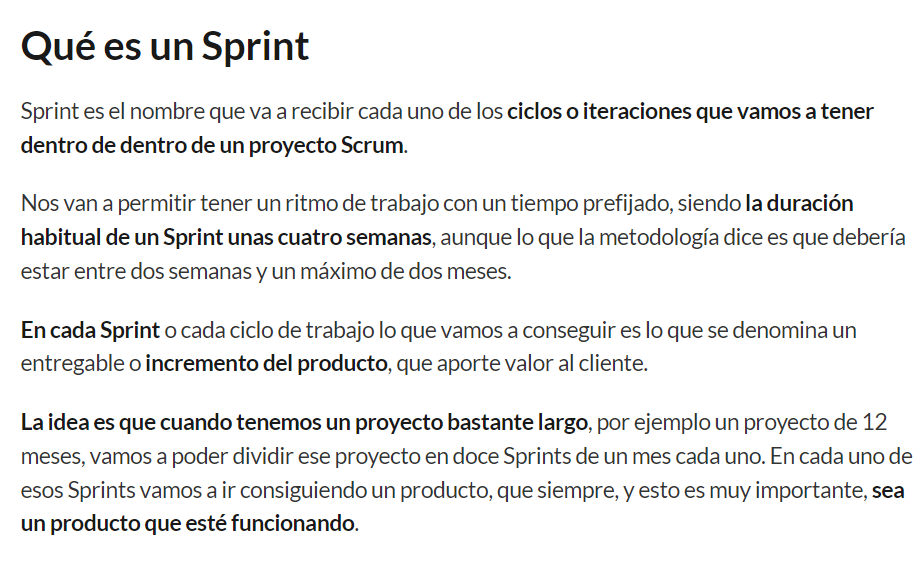 Qué es un Sprint
Sprint es el nombre que va a recibir cada uno de los ciclos o iteraciones que vamos a tener
dentro de dentro de un proyecto Scrum.
Nos van a permitir tener un ritmo de trabajo con un tiempo prefijado, siendo la duración
habitual de un Sprint unas cuatro semanas, aunque lo que la metodología dice es que debería
estar entre dos semanas y un máximo de dos meses.
En cada Sprint o cada ciclo de trabajo lo que vamos a conseguir es lo que se denomina un
entregable o incremento del producto, que aporte valor al cliente.
La idea es que cuando tenemos un proyecto bastante largo, por ejemplo un proyecto de 12
meses, vamos a poder dividir ese proyecto en doce Sprints de un mes cada uno. En cada uno de
esos Sprints vamos a ir consiguiendo un producto, que siempre, y esto es muy importante, sea
un producto que esté funcionando.